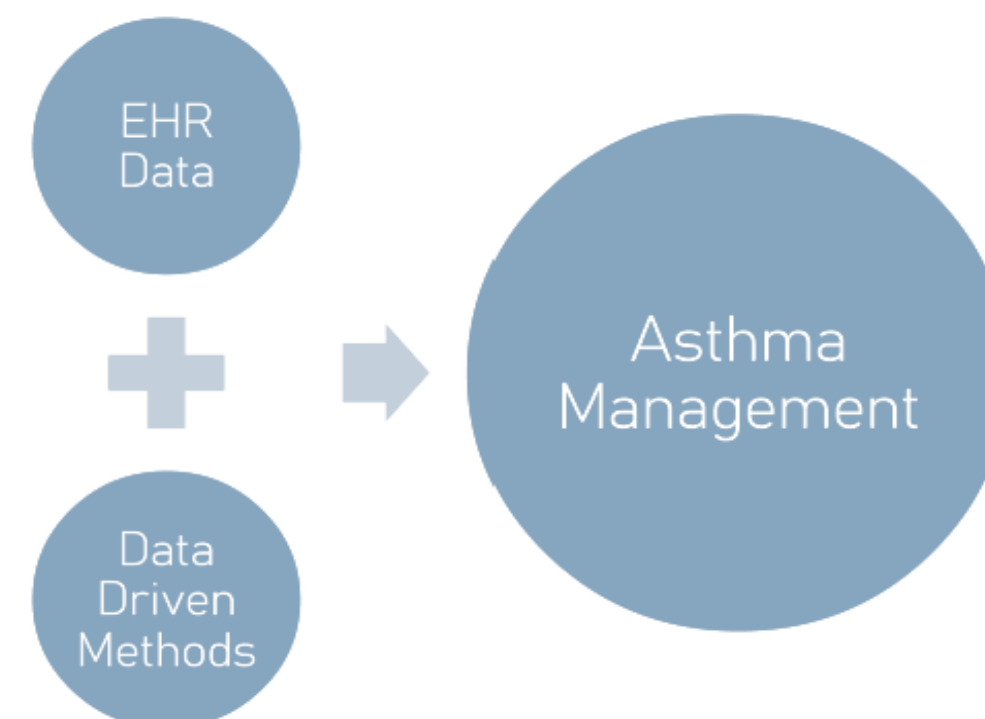 EHR
Data
Data
Driven
Methods
Asthma
Management